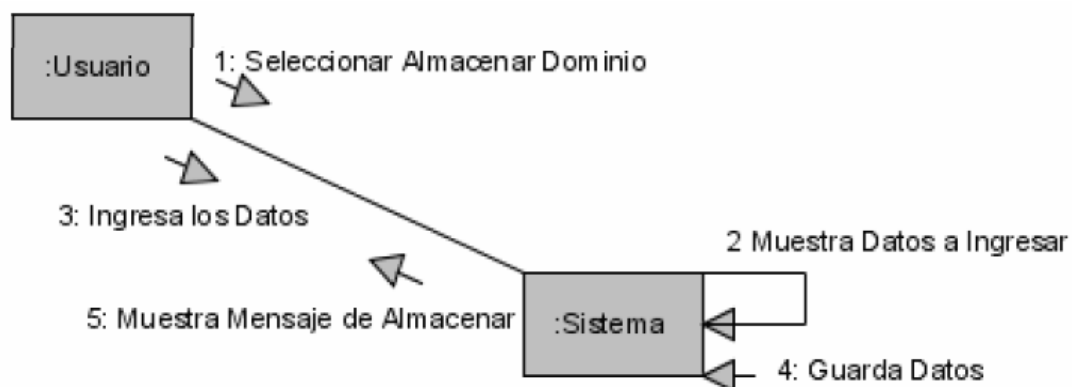 :Usuario
1: Seleccionar Almacenar Dominio
3: Ingresa los Datos
2 Muestra Datos a Ingresar
5: Muestra Mensaje de Almacenar
:Sistema
4: Guarda Datos